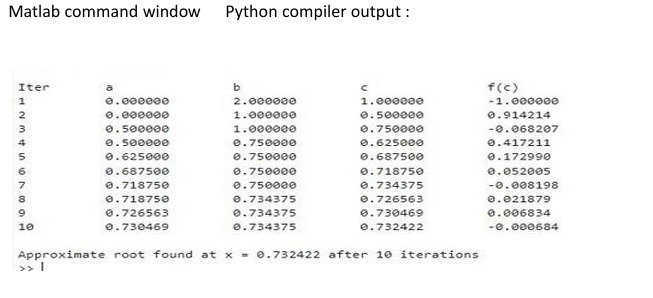 Matlab command window Python compiler output :
Iter a b c f(c)
1 0.000000 2.000000 1.000000 -1.000000
2 0.000000 1.000000 0.500000 0.914214
3 0.500000 1.000000 0.750000 -0.068207
4 0.500000 0.750000 0.625000 0.417211
5 0.625000 0.750000 0.687500 0.172990
6 0.687500 0.750000 0.718750 0.052005
7 0.718750 0.750000 0.734375 -0.008198
8 0.718750 0.734375 0.726563 0.021879
9 0.726563 0.734375 0.730469 0.006834
10 0.730469 0.734375 0.732422 -0.000684
Approximate root found at x = 0.732422 after 10 iterations
>>